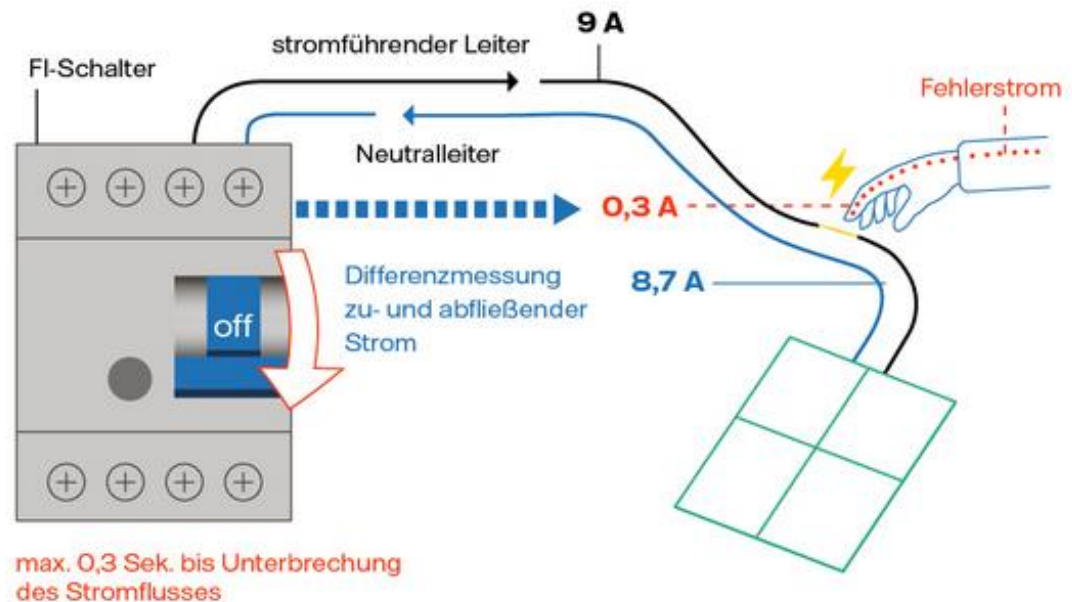 9 A
stromführender Leiter
FI-Schalter
Fehlerstrom
Neutralleiter
0,3 A
Differenzmessung
zu- und abfließender
Strom
8,7 A
off
max. 0,3 Sek. bis Unterbrechung
des Stromflusses